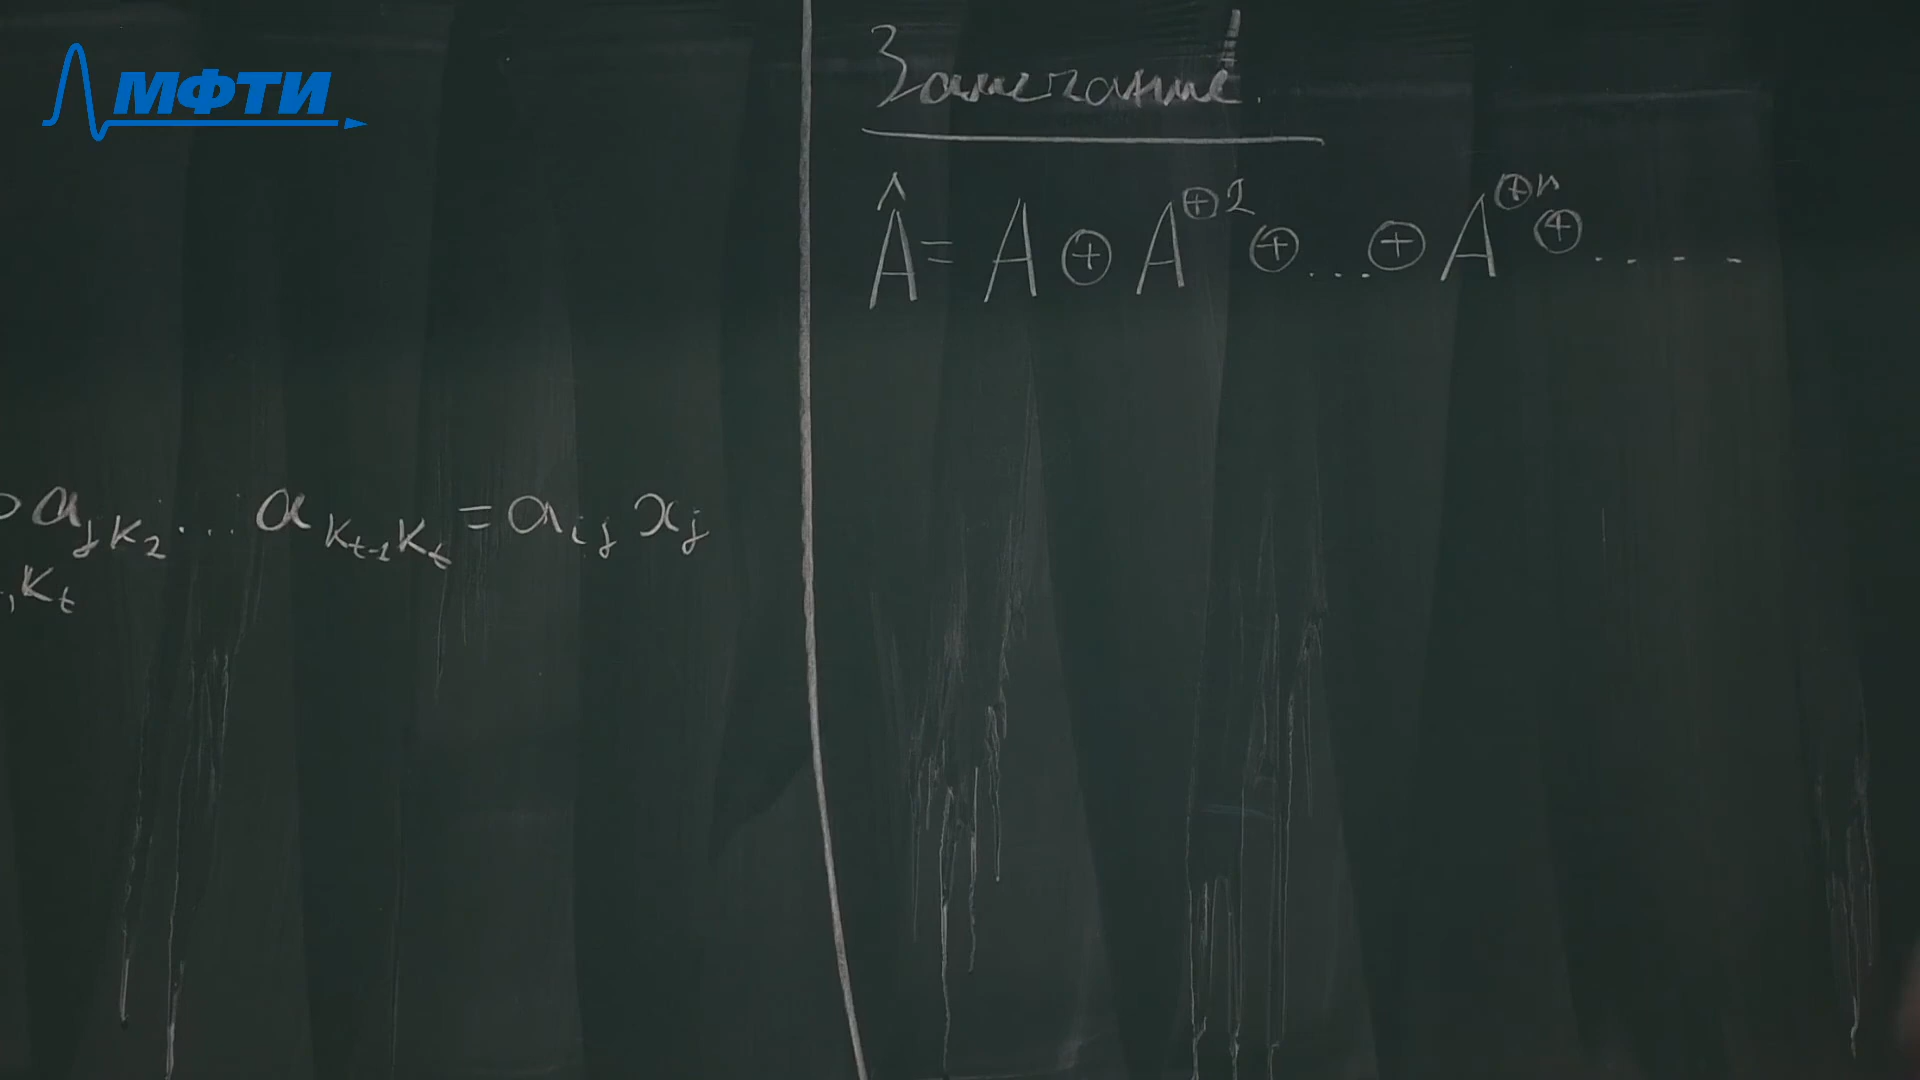 МФТИ
Замечание.
Â = A ⊕ A^{⊕2} ⊕ ... ⊕ A^{⊕n} ⊕ .....
a_{jk_2} ... a_{k_{t-1}k_t} = a_{ij} x_j
,k_t